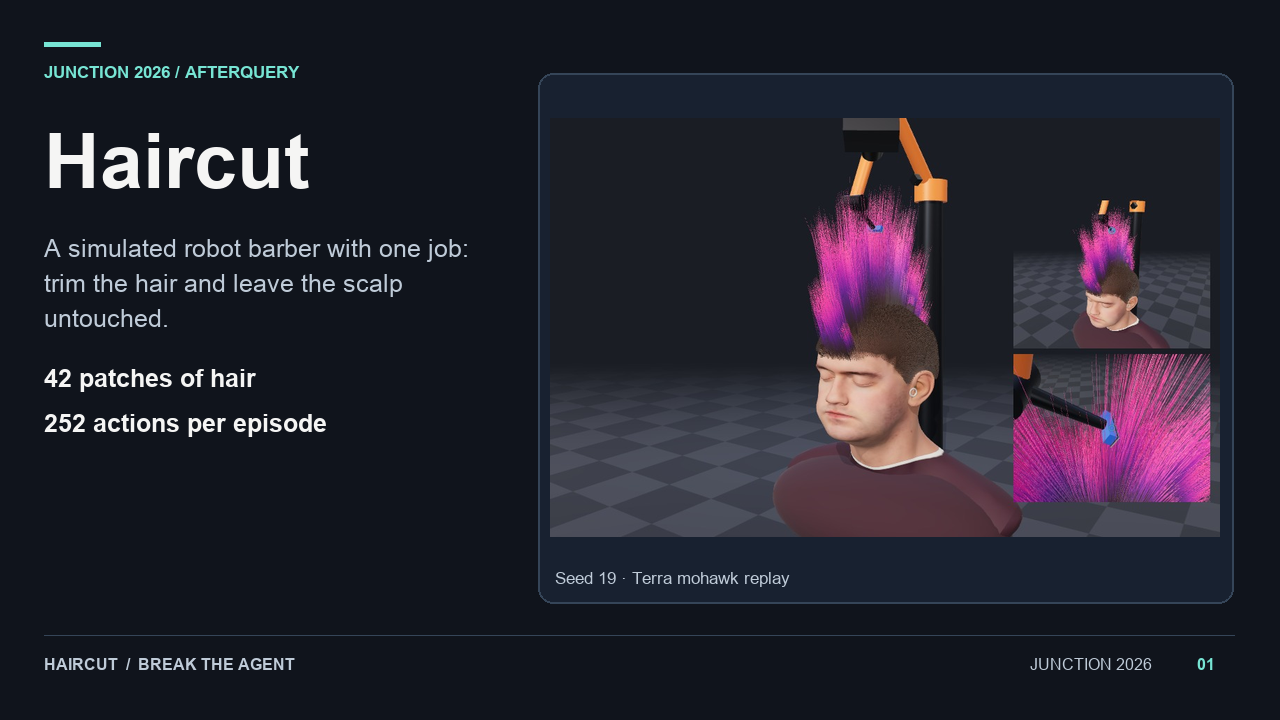 JUNCTION 2026 / AFTERQUERY
Haircut
A simulated robot barber with one job:
trim the hair and leave the scalp
untouched.
42 patches of hair
252 actions per episode
Seed 19 · Terra mohawk replay
HAIRCUT / BREAK THE AGENT
JUNCTION 2026
01